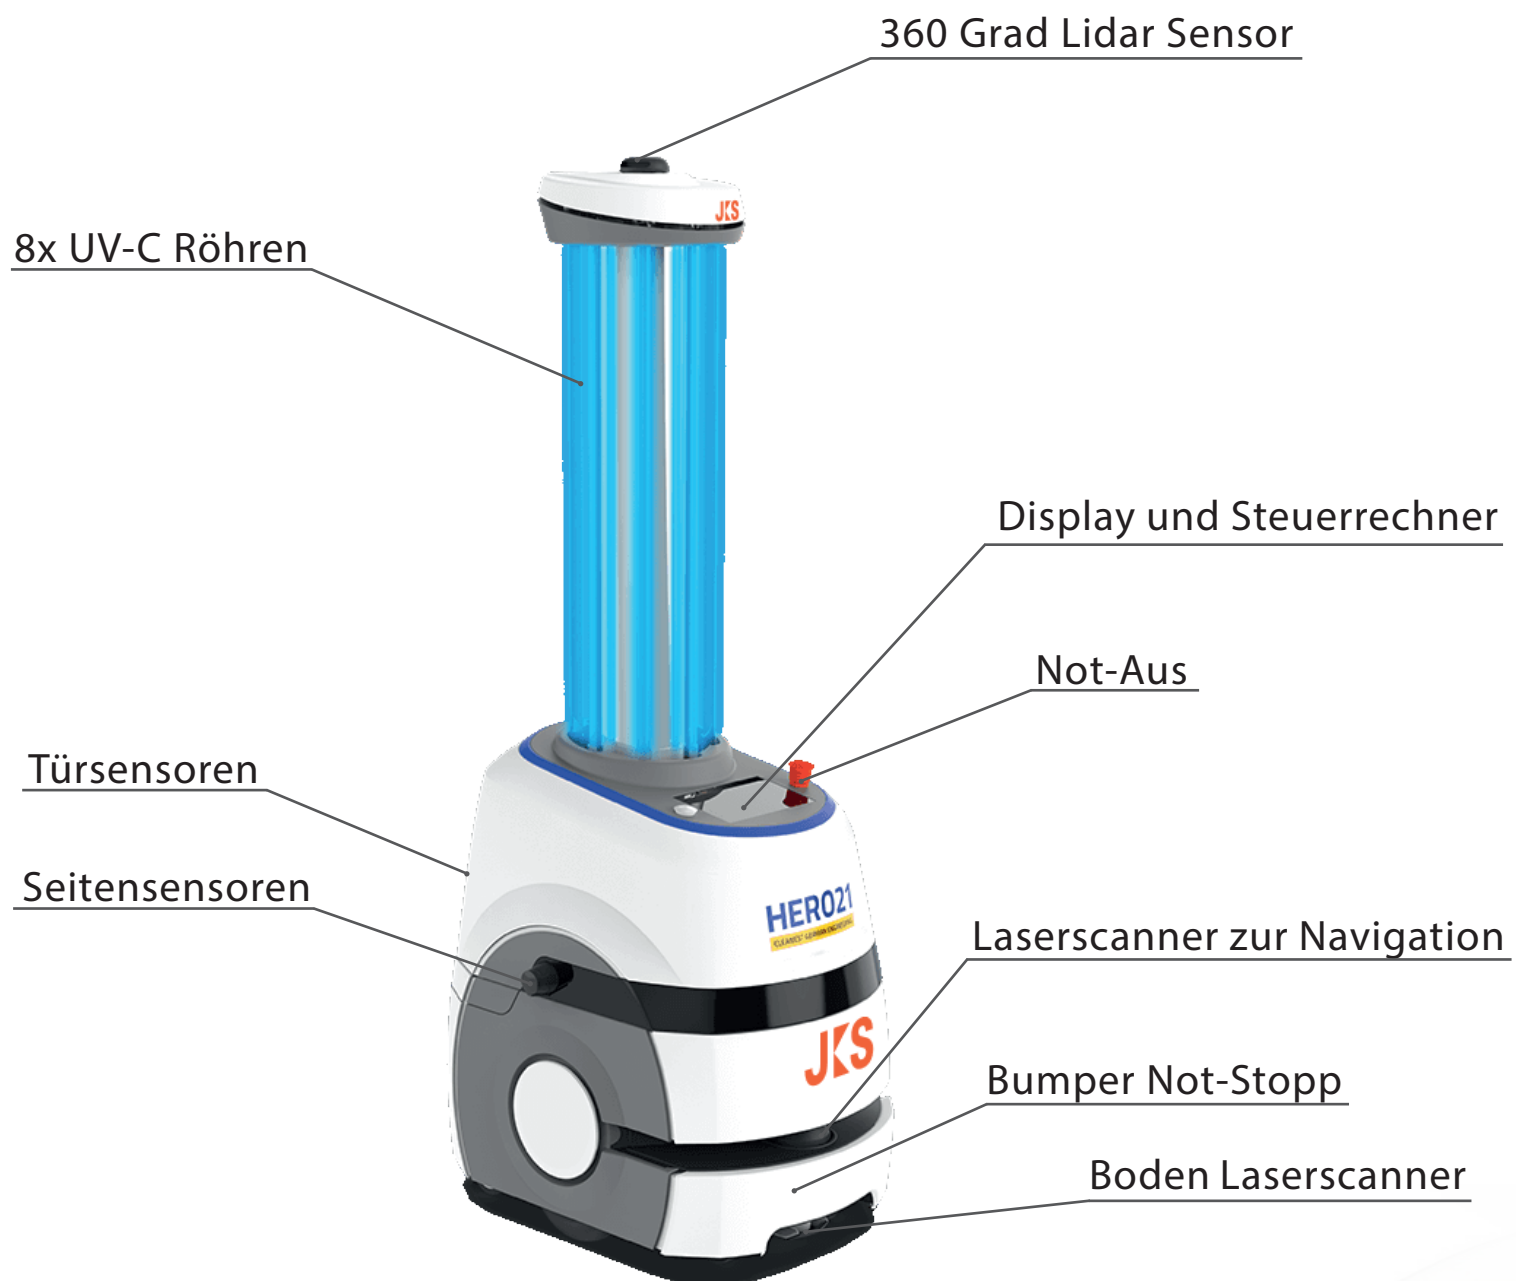 360 Grad Lidar Sensor
JKS
8x UV-C Röhren
Display und Steuerrechner
Not-Aus
Türsensoren
Seitensensoren
HERO21
Laserscanner zur Navigation
JKS
Bumper Not-Stopp
Boden Laserscanner